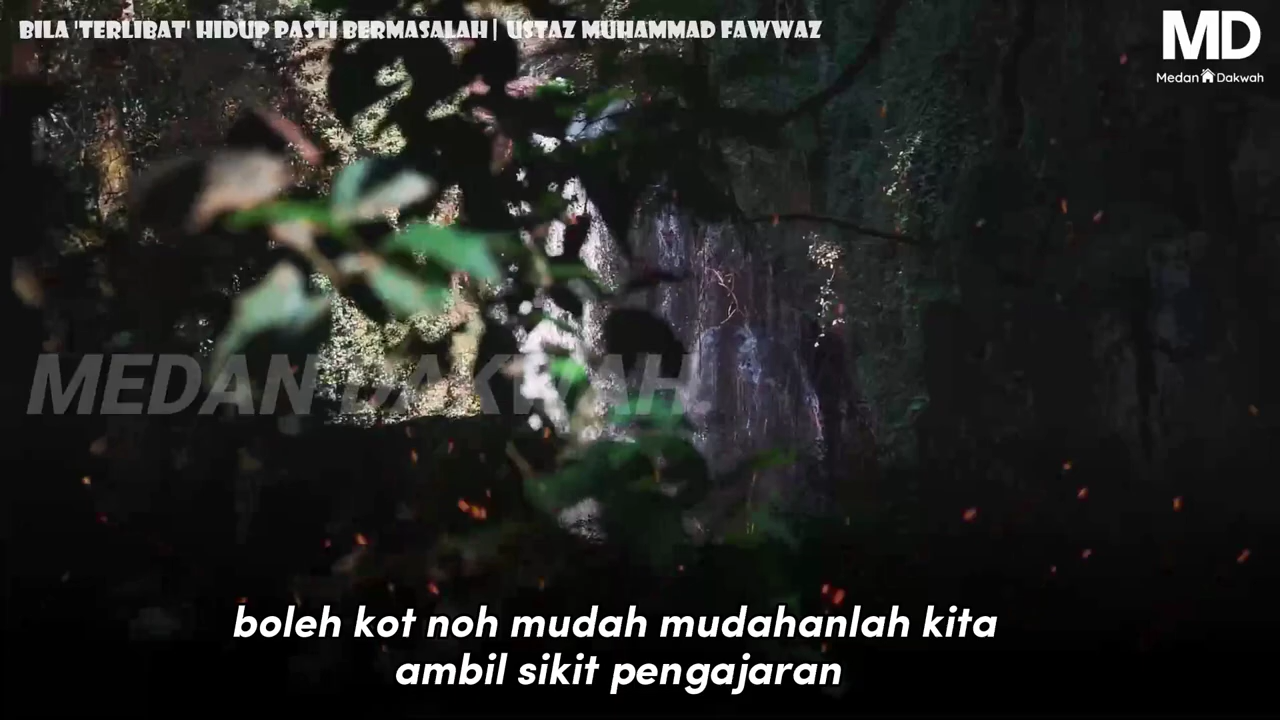 BILA 'TERLIBAT' HIDUP PASTI BERMASALAH | USTAZ MUHAMMAD FAWWAZ
MD
Medan Dakwah
MEDAN DAKWAH.
boleh kot noh mudah mudahanlah kita
ambil sikit pengajaran